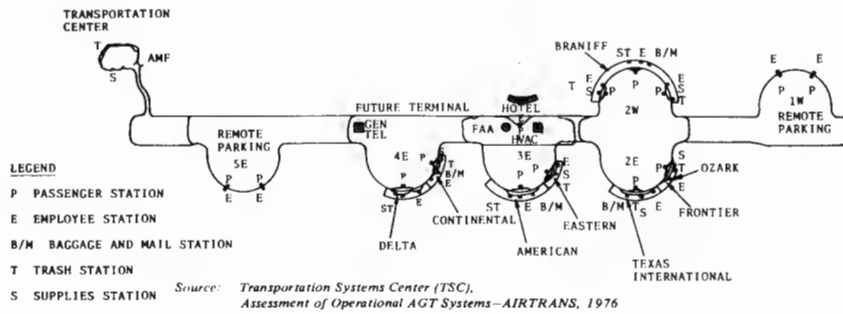 TRANSPORTATION
CENTER
T
AMF
S
BRANIFF
ST E B/M
T
E
S
P
P
P
E
S
T
2W
E
E
P
P
1W
REMOTE
PARKING
HOTEL
FUTURE TERMINAL
GEN
TEL
FAA
HVAC
REMOTE
PARKING
5E
P
P
E
E
4E
P
P
S
T
B/M
E
E
ST
CONTINENTAL
DELTA
3E
P
P
P
E
S
T
ST
E
B/M
EASTERN
AMERICAN
2E
P
P
S
T
E
OZARK
FRONTIER
B/M
T
S
E
TEXAS
INTERNATIONAL
LEGEND
P PASSENGER STATION
E EMPLOYEE STATION
B/M BAGGAGE AND MAIL STATION
T TRASH STATION
S SUPPLIES STATION
Source: Transportation Systems Center (TSC),
Assessment of Operational AGT Systems—AIRTRANS, 1976